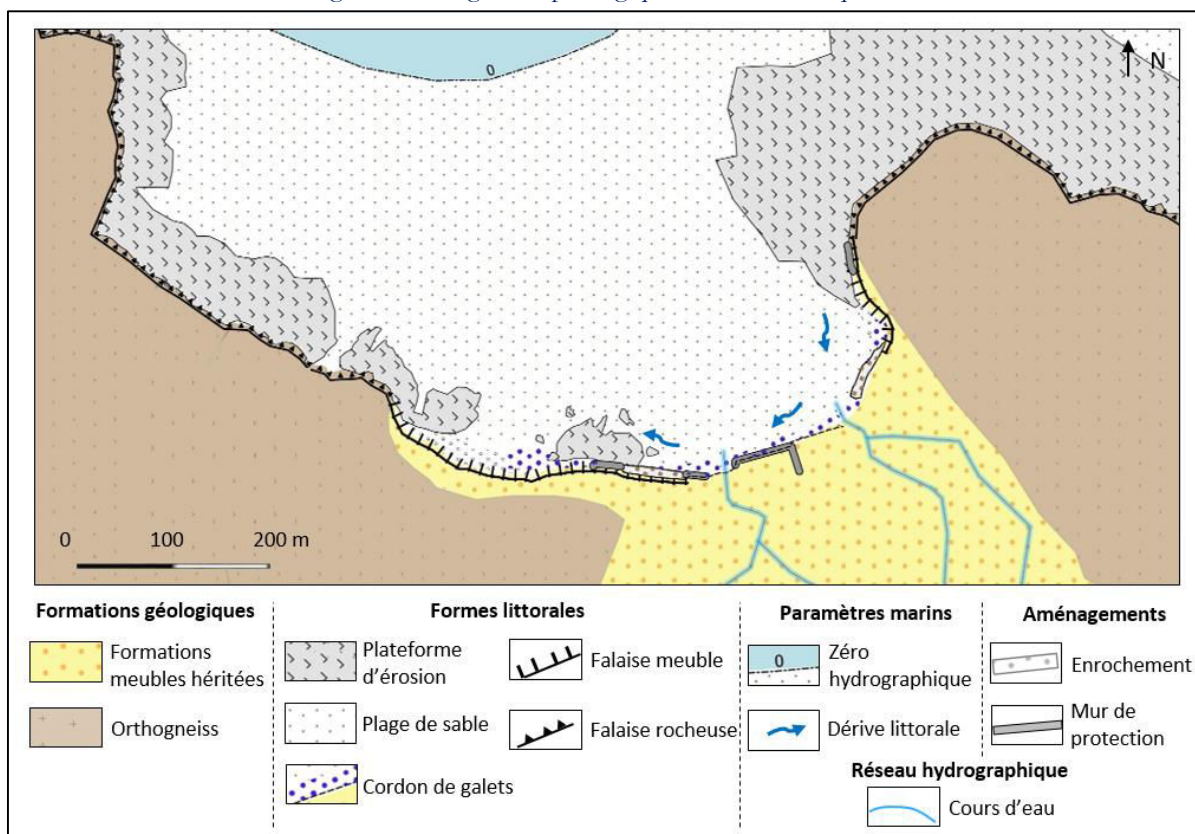 0
N
0 100 200 m
Formations géologiques
Formations
meubles héritées
Orthogneiss
Formes littorales
Plateforme
d'érosion
Plage de sable
Cordon de galets
Falaise meuble
Falaise rocheuse
Paramètres marins
0
Zéro
hydrographique
Dérive littorale
Aménagements
Enrochement
Mur de
protection
Réseau hydrographique
Cours d'eau